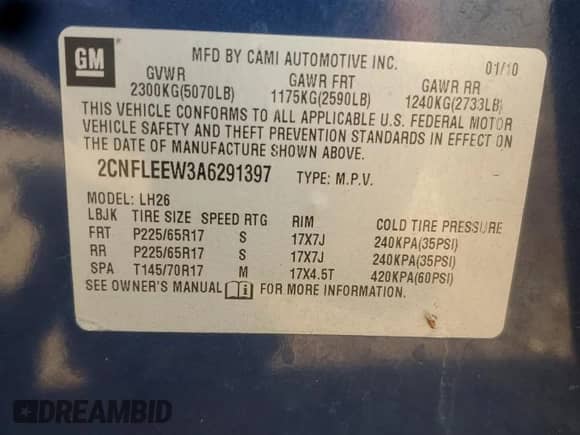 GM
MFD BY CAMI AUTOMOTIVE INC.
01/10
GVWR GAWR FRT GAWR RR
2300KG(5070LB) 1175KG(2590LB) 1240KG(2733LB)
THIS VEHICLE CONFORMS TO ALL APPLICABLE U.S. FEDERAL MOTOR
VEHICLE SAFETY AND THEFT PREVENTION STANDARDS IN EFFECT ON
THE DATE OF MANUFACTURE SHOWN ABOVE.
2CNFLEEW3A6291397 TYPE: M.P.V.
MODEL: LH26
LBJK TIRE SIZE SPEED RTG RIM COLD TIRE PRESSURE
FRT P225/65R17 S 17X7J 240KPA(35PSI)
RR P225/65R17 S 17X7J 240KPA(35PSI)
SPA T145/70R17 M 17X4.5T 420KPA(60PSI)
SEE OWNER'S MANUAL FOR MORE INFORMATION.
DREAMBID